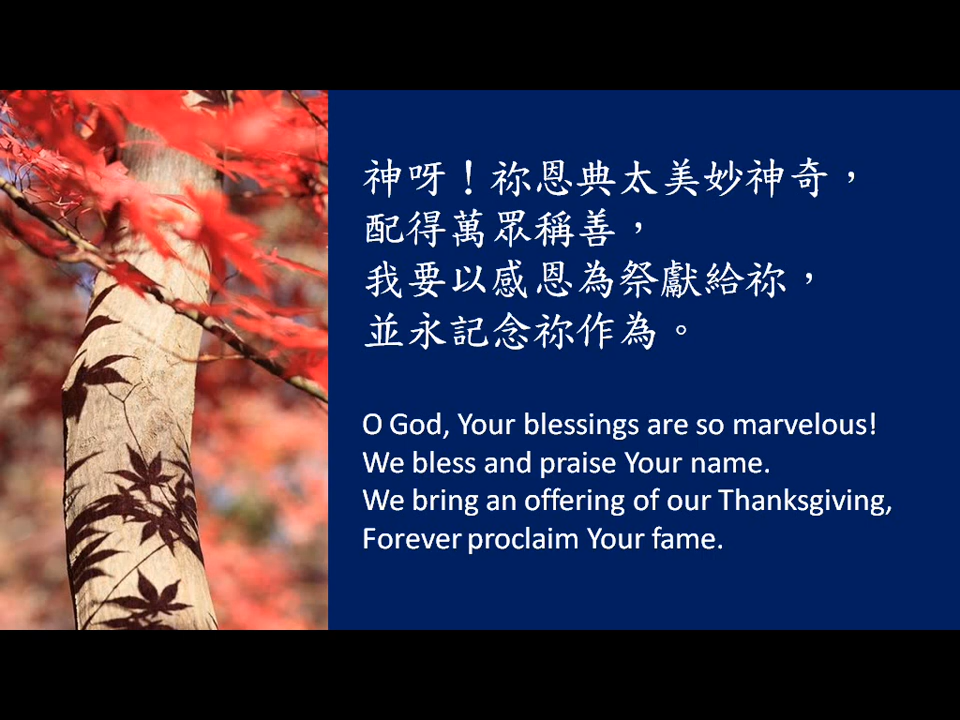 神呀！祢恩典太美妙神奇，
配得萬眾稱善，
我要以感恩為祭獻給祢，
並永記念祢作為。
O God, Your blessings are so marvelous!
We bless and praise Your name.
We bring an offering of our Thanksgiving,
Forever proclaim Your fame.